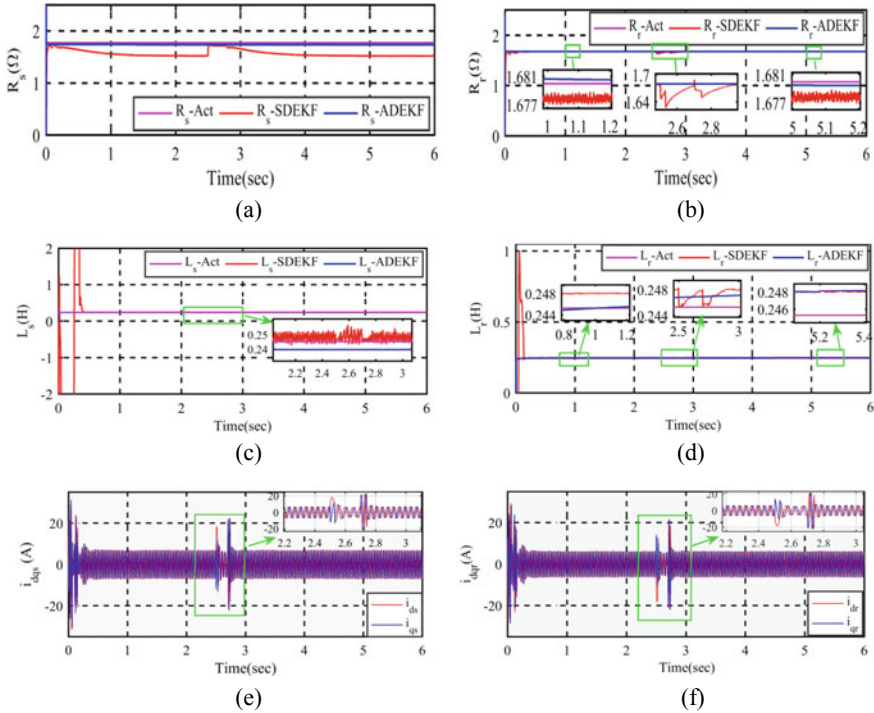 R_s-Act R_s-SDEKF R_s-ADEKF
R_s(Ω)
2
1
0
0 1 2 3 4 5 6
Time(sec)
(a)
R_r-Act R_r-SDEKF R_r-ADEKF
R_r(Ω)
2
1
0
1.681
1.677
1 1.1 1.2
1.7
1.64
2.6 2.8
1.681
1.677
5 5.1 5.2
0 1 2 3 4 5 6
Time(sec)
(b)
L_s-Act L_s-SDEKF L_s-ADEKF
L_s(H)
2
1
0
-1
-2
0.25
0.24
2.2 2.4 2.6 2.8 3
0 1 2 3 4 5 6
Time(sec)
(c)
L_r-Act L_r-SDEKF L_r-ADEKF
L_r(H)
1
0.5
0
0.248
0.244
0.8 1 1.2
0.248
0.244
2.5 3
0.248
0.246
5.2 5.4
0 1 2 3 4 5 6
Time(sec)
(d)
i_dqs(A)
20
0
-20
20
0
-20
2.2 2.4 2.6 2.8 3
i_ds
i_qs
0 1 2 3 4 5 6
Time(sec)
(e)
i_dqr(A)
20
0
-20
20
0
-20
2.2 2.4 2.6 2.8 3
i_dr
i_qr
0 1 2 3 4 5 6
Time(sec)
(f)